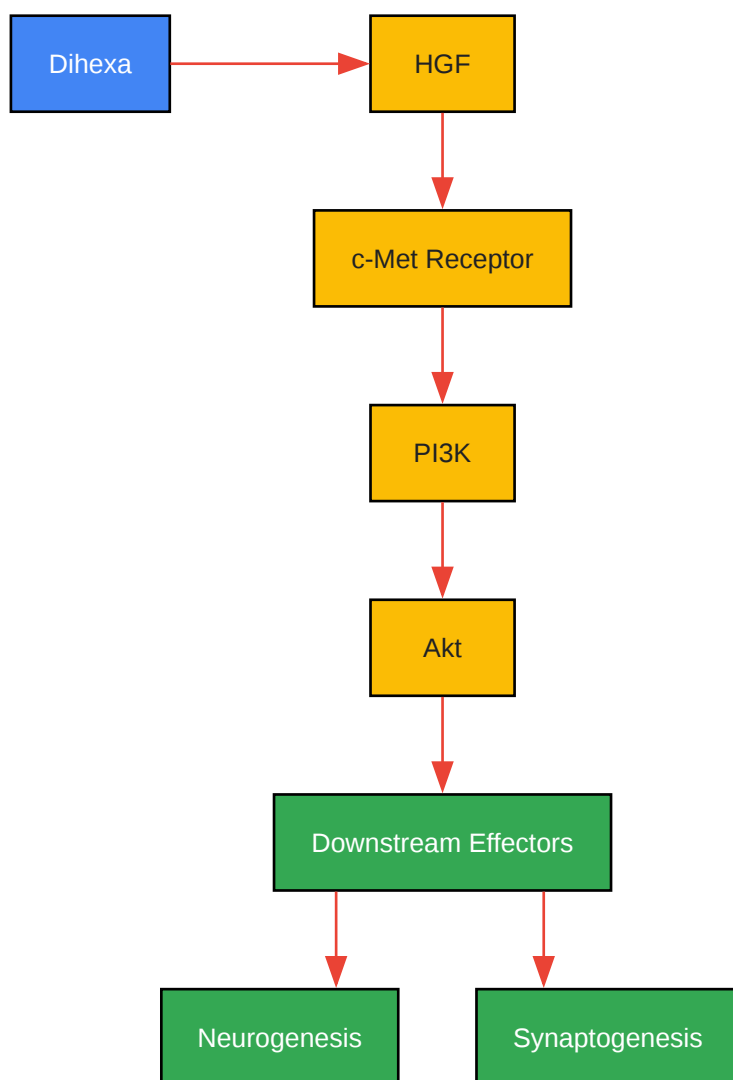 Dihexa
HGF
c-Met Receptor
PI3K
Akt
Downstream Effectors
Neurogenesis
Synaptogenesis